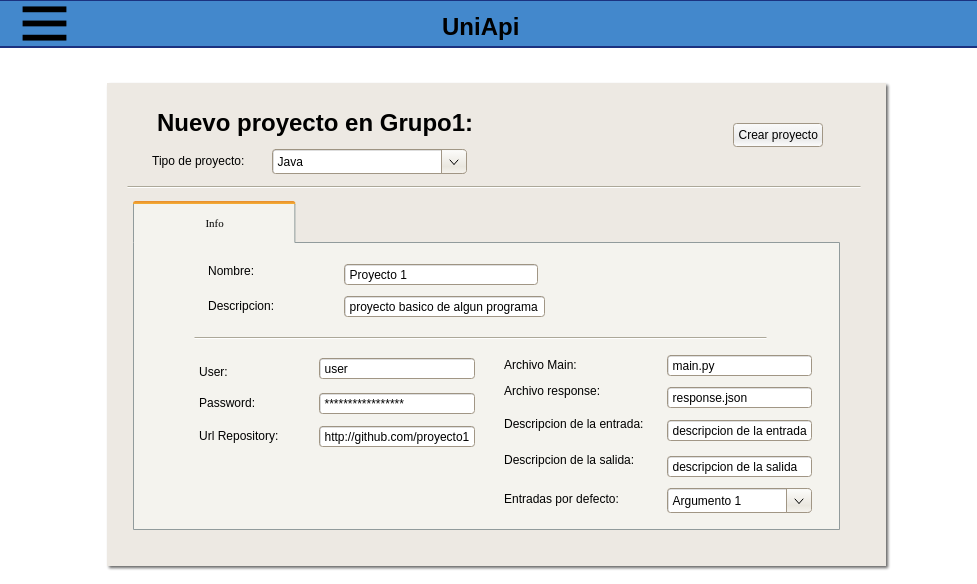 UniApi
Nuevo proyecto en Grupo1:
Crear proyecto
Tipo de proyecto: Java
Info
Nombre: Proyecto 1
Descripcion: proyecto basico de algun programa
User: user
Password: *****************
Url Repository: http://github.com/proyecto1
Archivo Main: main.py
Archivo response: response.json
Descripcion de la entrada: descripcion de la entrada
Descripcion de la salida: descripcion de la salida
Entradas por defecto: Argumento 1